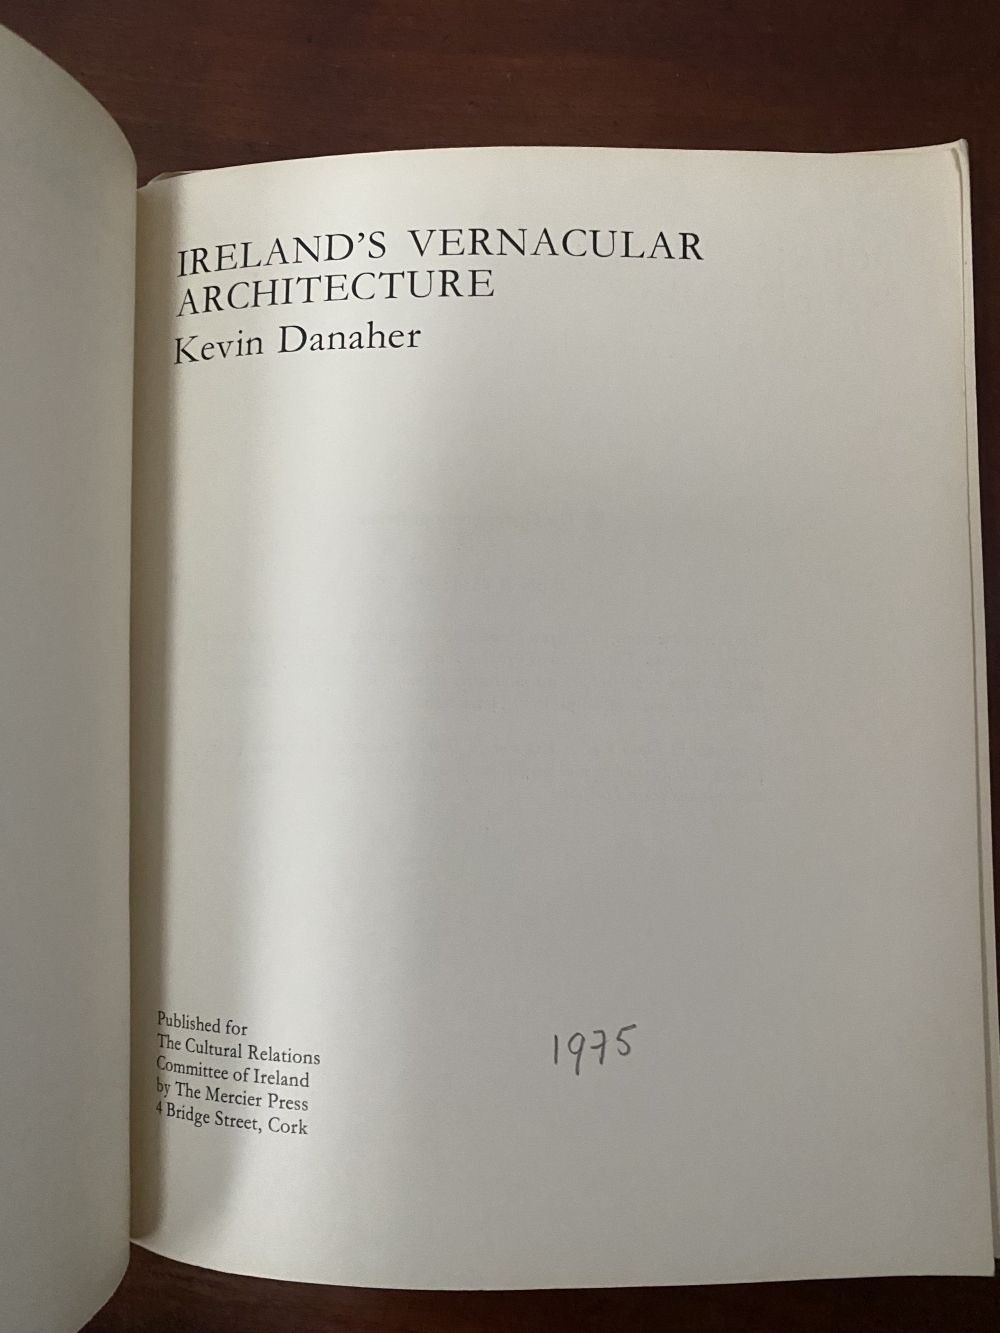 IRELAND'S VERNACULAR
ARCHITECTURE
Kevin Danaher
Published for
The Cultural Relations
Committee of Ireland
by The Mercier Press
4 Bridge Street, Cork
1975